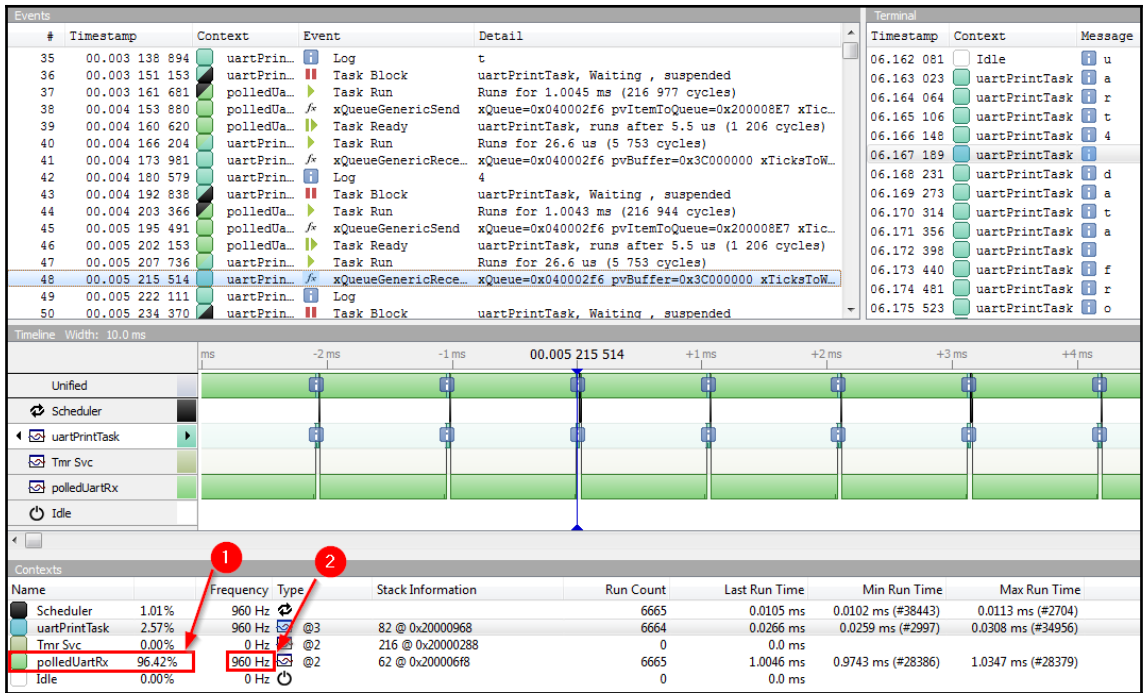 Events
# Timestamp Context Event Detail
35 00.003 138 894 uartPrin… Log t
36 00.003 151 153 uartPrin… Task Block uartPrintTask, Waiting , suspended
37 00.003 161 681 polledUa… Task Run Runs for 1.0045 ms (216 977 cycles)
38 00.004 153 880 polledUa… fx xQueueGenericSend xQueue=0x040002f6 pvItemToQueue=0x200008E7 xTic…
39 00.004 160 620 polledUa… Task Ready uartPrintTask, runs after 5.5 us (1 206 cycles)
40 00.004 166 204 polledUa… Task Run Runs for 26.6 us (5 753 cycles)
41 00.004 173 981 uartPrin… fx xQueueGenericRece… xQueue=0x040002f6 pvBuffer=0x3C000000 xTicksToW…
42 00.004 180 579 uartPrin… Log 4
43 00.004 192 838 uartPrin… Task Block uartPrintTask, Waiting , suspended
44 00.004 203 366 polledUa… Task Run Runs for 1.0043 ms (216 944 cycles)
45 00.005 195 491 polledUa… fx xQueueGenericSend xQueue=0x040002f6 pvItemToQueue=0x200008E7 xTic…
46 00.005 202 153 polledUa… Task Ready uartPrintTask, runs after 5.5 us (1 206 cycles)
47 00.005 207 736 polledUa… Task Run Runs for 26.6 us (5 753 cycles)
48 00.005 215 514 uartPrin… fx xQueueGenericRece… xQueue=0x040002f6 pvBuffer=0x3C000000 xTicksToW…
49 00.005 222 111 uartPrin… Log
50 00.005 234 370 uartPrin… Task Block uartPrintTask, Waiting , suspended
Terminal
Timestamp Context Message
06.162 081 Idle u
06.163 023 uartPrintTask a
06.164 064 uartPrintTask r
06.165 106 uartPrintTask t
06.166 148 uartPrintTask 4
06.167 189 uartPrintTask
06.168 231 uartPrintTask d
06.169 273 uartPrintTask a
06.170 314 uartPrintTask t
06.171 356 uartPrintTask a
06.172 398 uartPrintTask
06.173 440 uartPrintTask f
06.174 481 uartPrintTask r
06.175 523 uartPrintTask o
Timeline Width: 10.0 ms
ms -2 ms -1 ms 00.005 215 514 +1 ms +2 ms +3 ms +4 ms
Unified
Scheduler
uartPrintTask
Tmr Svc
polledUartRx
Idle
1 2
Contexts
Name Frequency Type Stack Information Run Count Last Run Time Min Run Time Max Run Time
Scheduler 1.01% 960 Hz 6665 0.0105 ms 0.0102 ms (#38443) 0.0113 ms (#2704)
uartPrintTask 2.57% 960 Hz @3 82 @ 0x20000968 6664 0.0266 ms 0.0259 ms (#2997) 0.0308 ms (#34956)
Tmr Svc 0.00% 0 Hz @2 216 @ 0x20000288 0 0.0 ms
polledUartRx 96.42% 960 Hz @2 62 @ 0x200006f8 6665 1.0046 ms 0.9743 ms (#28386) 1.0347 ms (#28379)
Idle 0.00% 0 Hz 0 0.0 ms